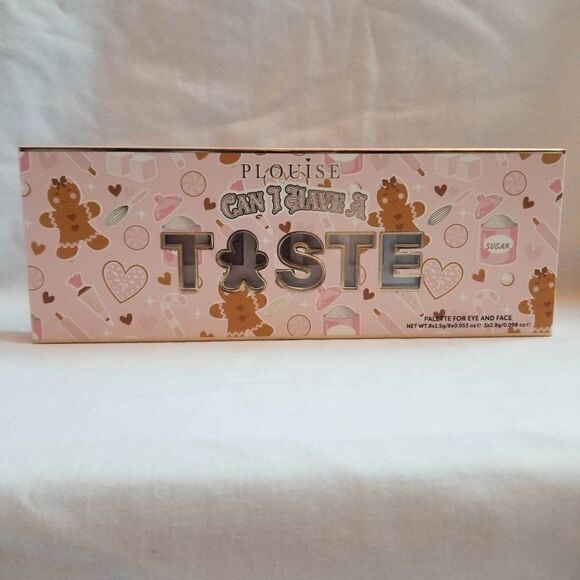 PLOUISE
CAN I HAVE A
TASTE
SUGAR
PALETTE FOR EYE AND FACE
NET WT.8x1.5g/8x0.053 oz℮ 1x2.8g/0.098 oz℮